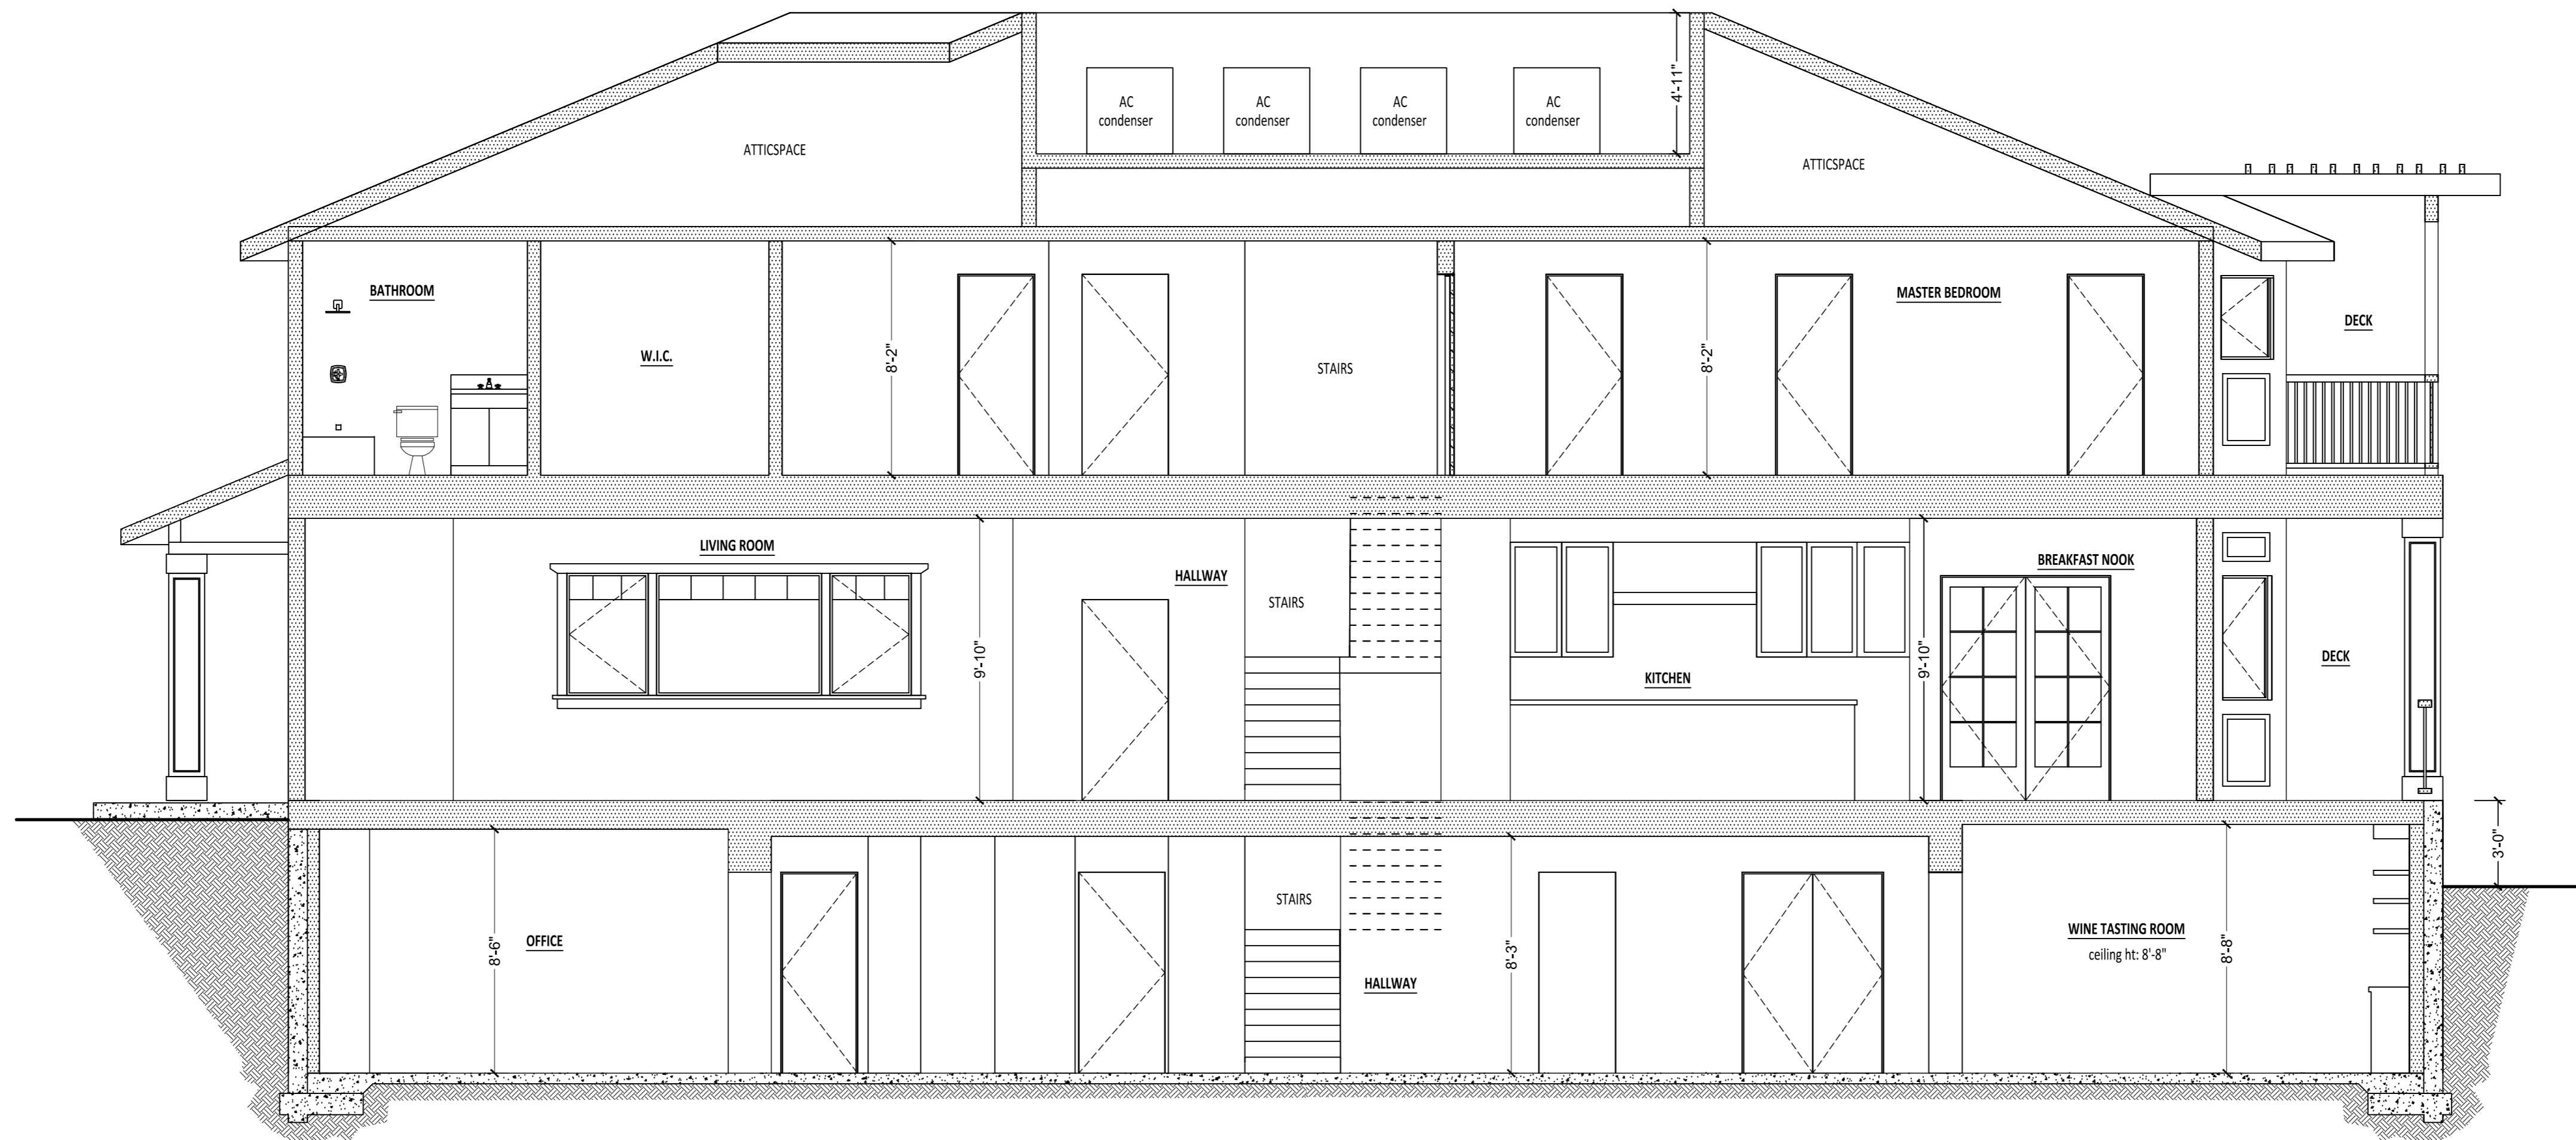 AC
condenser
AC
condenser
AC
condenser
AC
condenser
4'-11"
ATTICSPACE
ATTICSPACE
BATHROOM
W.I.C.
8'-2"
STAIRS
8'-2"
MASTER BEDROOM
DECK
LIVING ROOM
9'-10"
HALLWAY
STAIRS
KITCHEN
9'-10"
BREAKFAST NOOK
DECK
3'-0"
OFFICE
8'-6"
STAIRS
HALLWAY
8'-3"
WINE TASTING ROOM
ceiling ht: 8'-8"
8'-8"